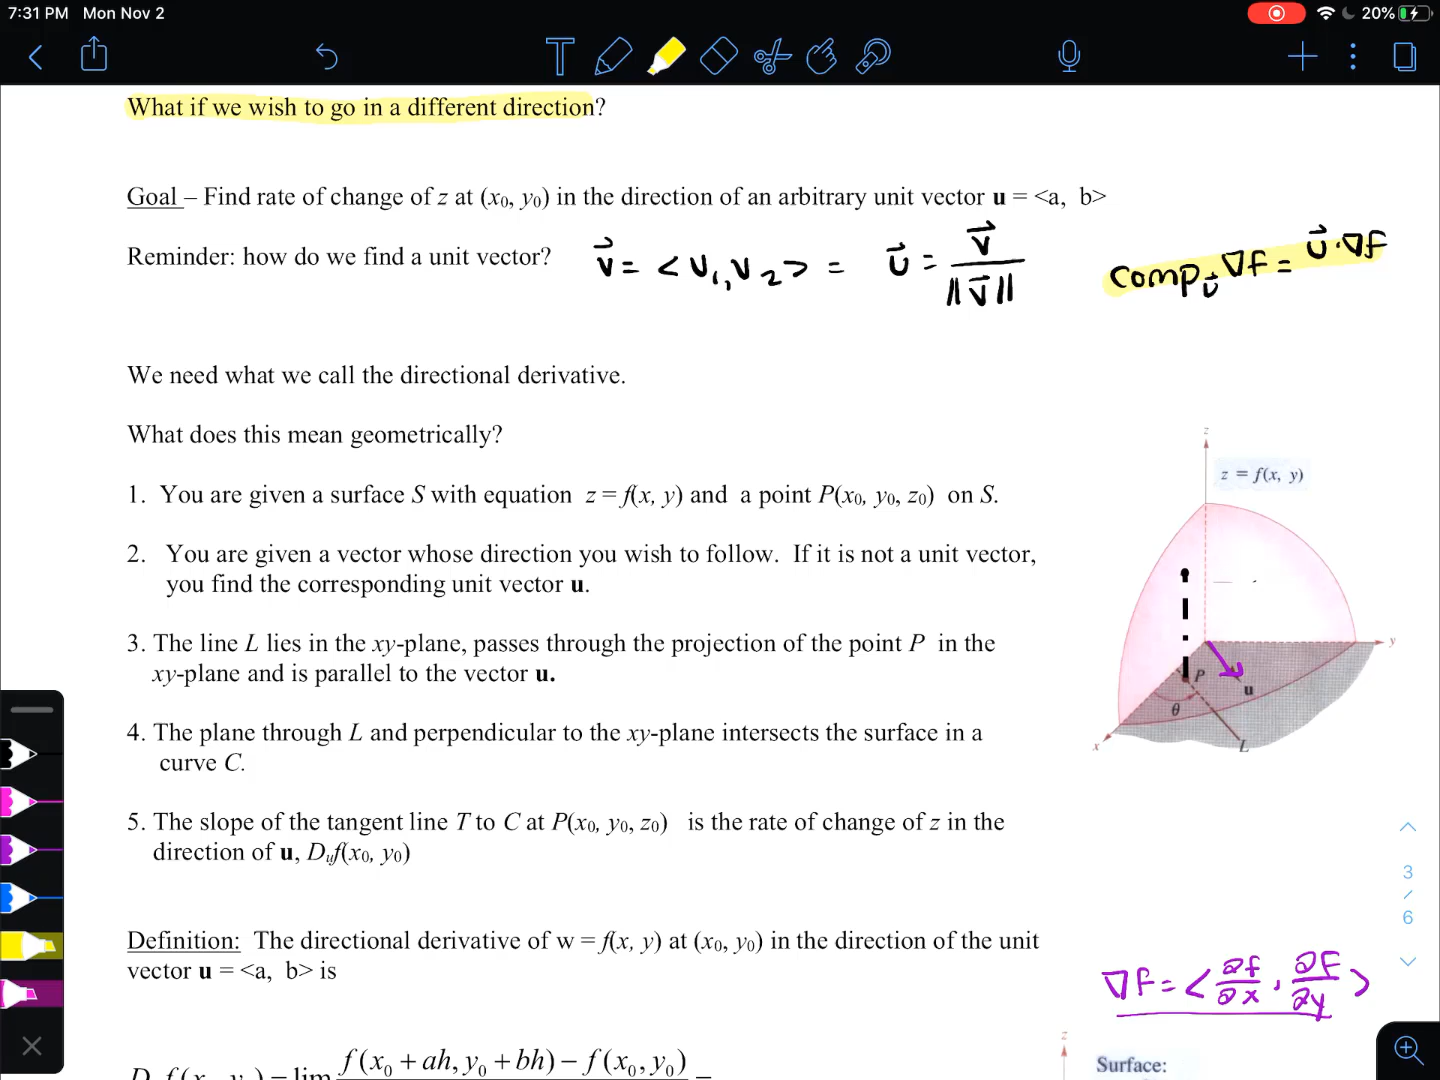 7:31 PM Mon Nov 2
20%
What if we wish to go in a different direction?
Goal – Find rate of change of z at (x₀, y₀) in the direction of an arbitrary unit vector u = <a, b>
Reminder: how do we find a unit vector? v⃗ = <v₁, v₂> = u⃗ = v⃗ / ||v⃗|| comp_u⃗ ∇f = u⃗ · ∇f
We need what we call the directional derivative.
What does this mean geometrically?
1. You are given a surface S with equation z = f(x, y) and a point P(x₀, y₀, z₀) on S.
2. You are given a vector whose direction you wish to follow. If it is not a unit vector,
you find the corresponding unit vector u.
3. The line L lies in the xy-plane, passes through the projection of the point P in the
xy-plane and is parallel to the vector u.
4. The plane through L and perpendicular to the xy-plane intersects the surface in a
curve C.
5. The slope of the tangent line T to C at P(x₀, y₀, z₀) is the rate of change of z in the
direction of u, Dᵤf(x₀, y₀)
z
z = f(x, y)
y
P
u
θ
x
L
3
/
6
Definition: The directional derivative of w = f(x, y) at (x₀, y₀) in the direction of the unit
vector u = <a, b> is
∇f = <∂f/∂x, ∂f/∂y>
z
Surface:
f(x₀ + ah, y₀ + bh) − f(x₀, y₀)
= lim